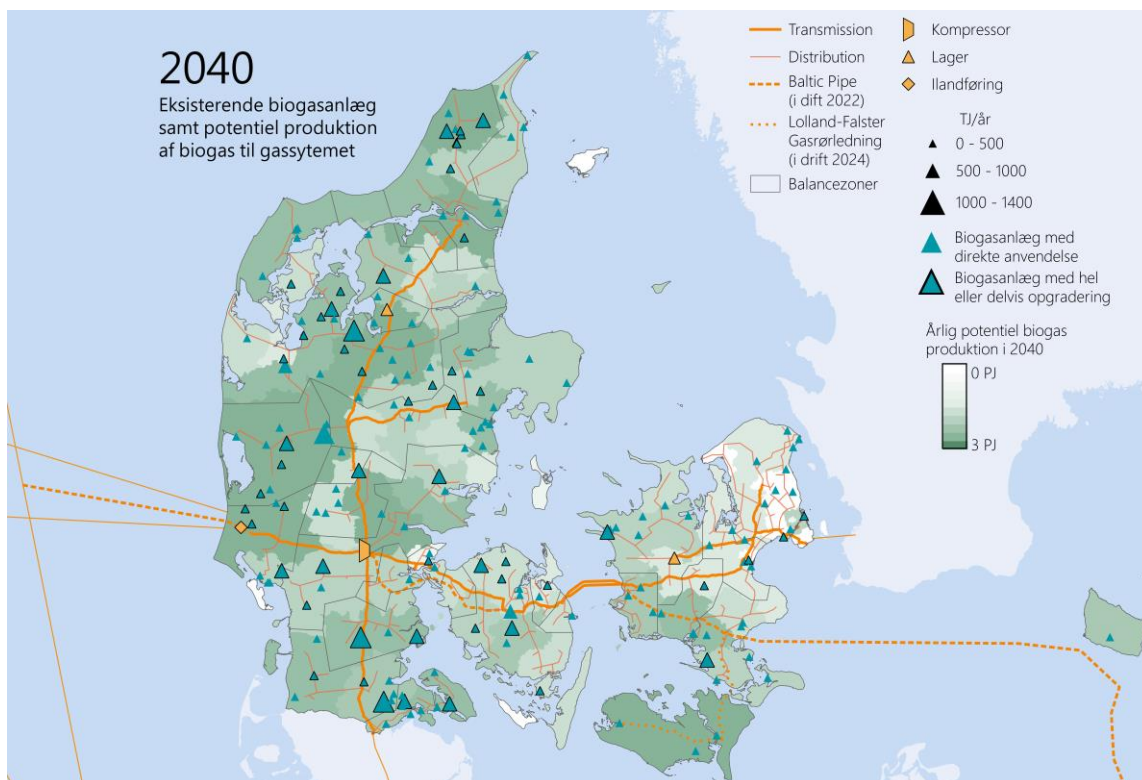 2040
Eksisterende biogasanlæg
samt potentiel produktion
af biogas til gassytemet
Transmission
Distribution
Baltic Pipe
(i dift 2022)
Lolland-Falster
Gasrørledning
(i drift 2024)
Balancezoner
Kompressor
Lager
Ilandføring
TJ/år
0 - 500
500 - 1000
1000 - 1400
Biogasanlæg med
direkte anvendelse
Biogasanlæg med hel
eller delvis opgradering
Årlig potentiel biogas
produktion i 2040
0 PJ
3 PJ